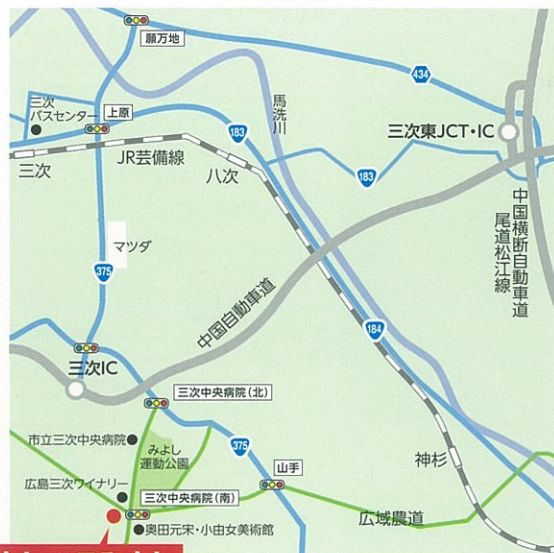 願万地
434
三次
バスセンター
上原
馬洗川
183
三次東JCT・IC
三次
JR芸備線
八次
183
中国横断自動車道
尾道松江線
マツダ
375
中国自動車道
184
三次IC
三次中央病院(北)
市立三次中央病院
みよし
運動公園
375
神杉
山手
広島三次ワイナリー
三次中央病院(南)
広域農道
奥田元宋・小由女美術館